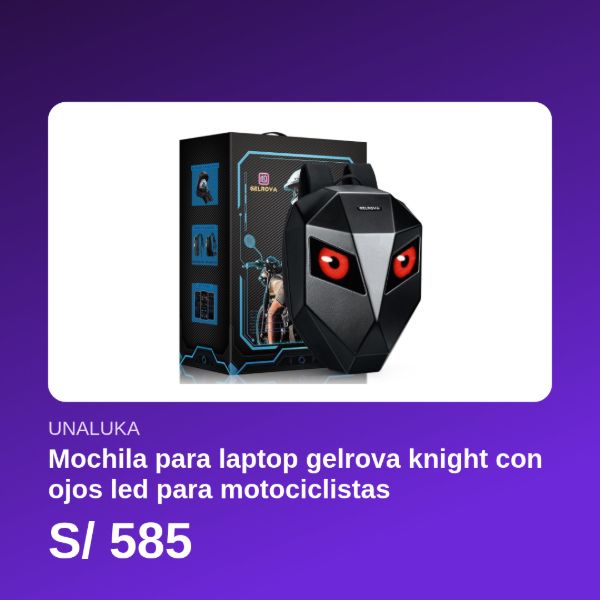 GELROVA
GELROVA
UNALUKA
Mochila para laptop gelrova knight con
ojos led para motociclistas
S/ 585